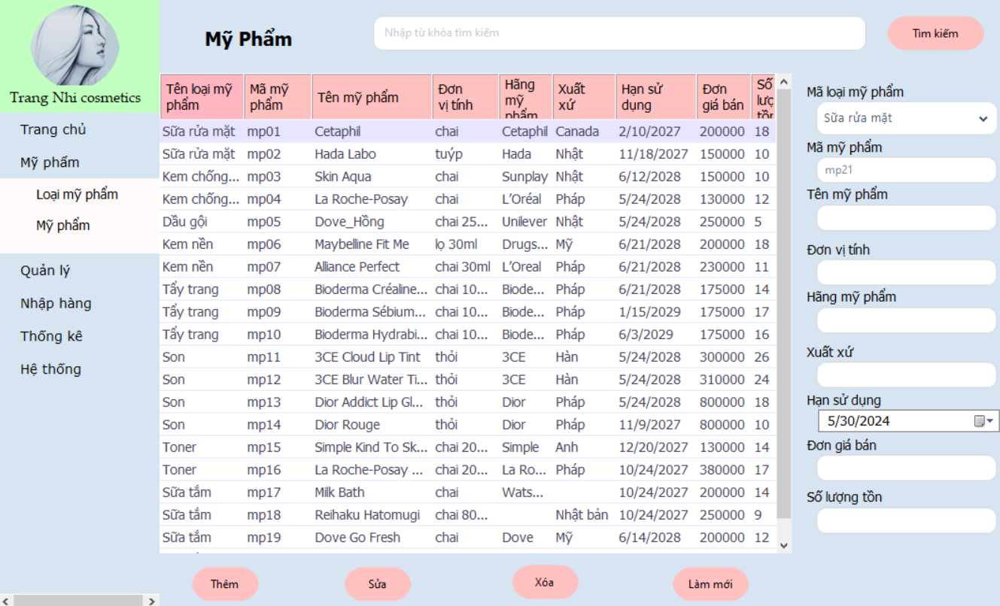 Mỹ Phẩm
Nhập từ khóa tìm kiếm
Tìm kiếm
Trang Nhi cosmetics
Trang chủ
Mỹ phẩm
Loại mỹ phẩm
Mỹ phẩm
Quản lý
Nhập hàng
Thống kê
Hệ thống
Tên loại mỹ phẩm Mã mỹ phẩm Tên mỹ phẩm Đơn vị tính Hãng mỹ phẩm Xuất xứ Hạn sử dụng Đơn giá bán Số
Sữa rửa mặt mp01 Cetaphil chai Cetaphil Canada 2/10/2027 200000 18
Sữa rửa mặt mp02 Hada Labo tuýp Hada Nhật 11/18/2027 150000 10
Kem chống... mp03 Skin Aqua chai Sunplay Nhật 6/12/2028 150000 10
Kem chống... mp04 La Roche-Posay chai L'Oréal Pháp 5/24/2028 130000 12
Dầu gội mp05 Dove_Hồng chai 25... Unilever Nhật 5/24/2028 250000 5
Kem nền mp06 Maybelline Fit Me lọ 30ml Drugs... Mỹ 6/21/2028 200000 18
Kem nền mp07 Alliance Perfect chai 30ml L'Oreal Pháp 6/21/2028 230000 11
Tẩy trang mp08 Bioderma Créaline... chai 10... Biode... Pháp 6/21/2028 175000 14
Tẩy trang mp09 Bioderma Sébium... chai 10... Biode... Pháp 1/15/2029 175000 17
Tẩy trang mp10 Bioderma Hydrabi... chai 10... Biode... Pháp 6/3/2029 175000 16
Son mp11 3CE Cloud Lip Tint thỏi 3CE Hàn 5/24/2028 300000 26
Son mp12 3CE Blur Water Ti... thỏi 3CE Hàn 5/24/2028 310000 24
Son mp13 Dior Addict Lip Gl... thỏi Dior Pháp 5/24/2028 800000 18
Son mp14 Dior Rouge thỏi Dior Pháp 11/9/2027 800000 10
Toner mp15 Simple Kind To Sk... chai 20... Simple Anh 12/20/2027 130000 14
Toner mp16 La Roche-Posay ... chai 20... La Ro... Pháp 10/24/2027 380000 17
Sữa tắm mp17 Milk Bath chai Wats... 10/24/2027 200000 14
Sữa tắm mp18 Reihaku Hatomugi chai 80... Nhật bản 10/24/2027 250000 9
Sữa tắm mp19 Dove Go Fresh chai Dove Mỹ 6/14/2028 200000 12
Mã loại mỹ phẩm
Sữa rửa mặt
Mã mỹ phẩm
mp21
Tên mỹ phẩm
Đơn vị tính
Hãng mỹ phẩm
Xuất xứ
Hạn sử dụng
5/30/2024
Đơn giá bán
Số lượng tồn
Thêm
Sửa
Xóa
Làm mới